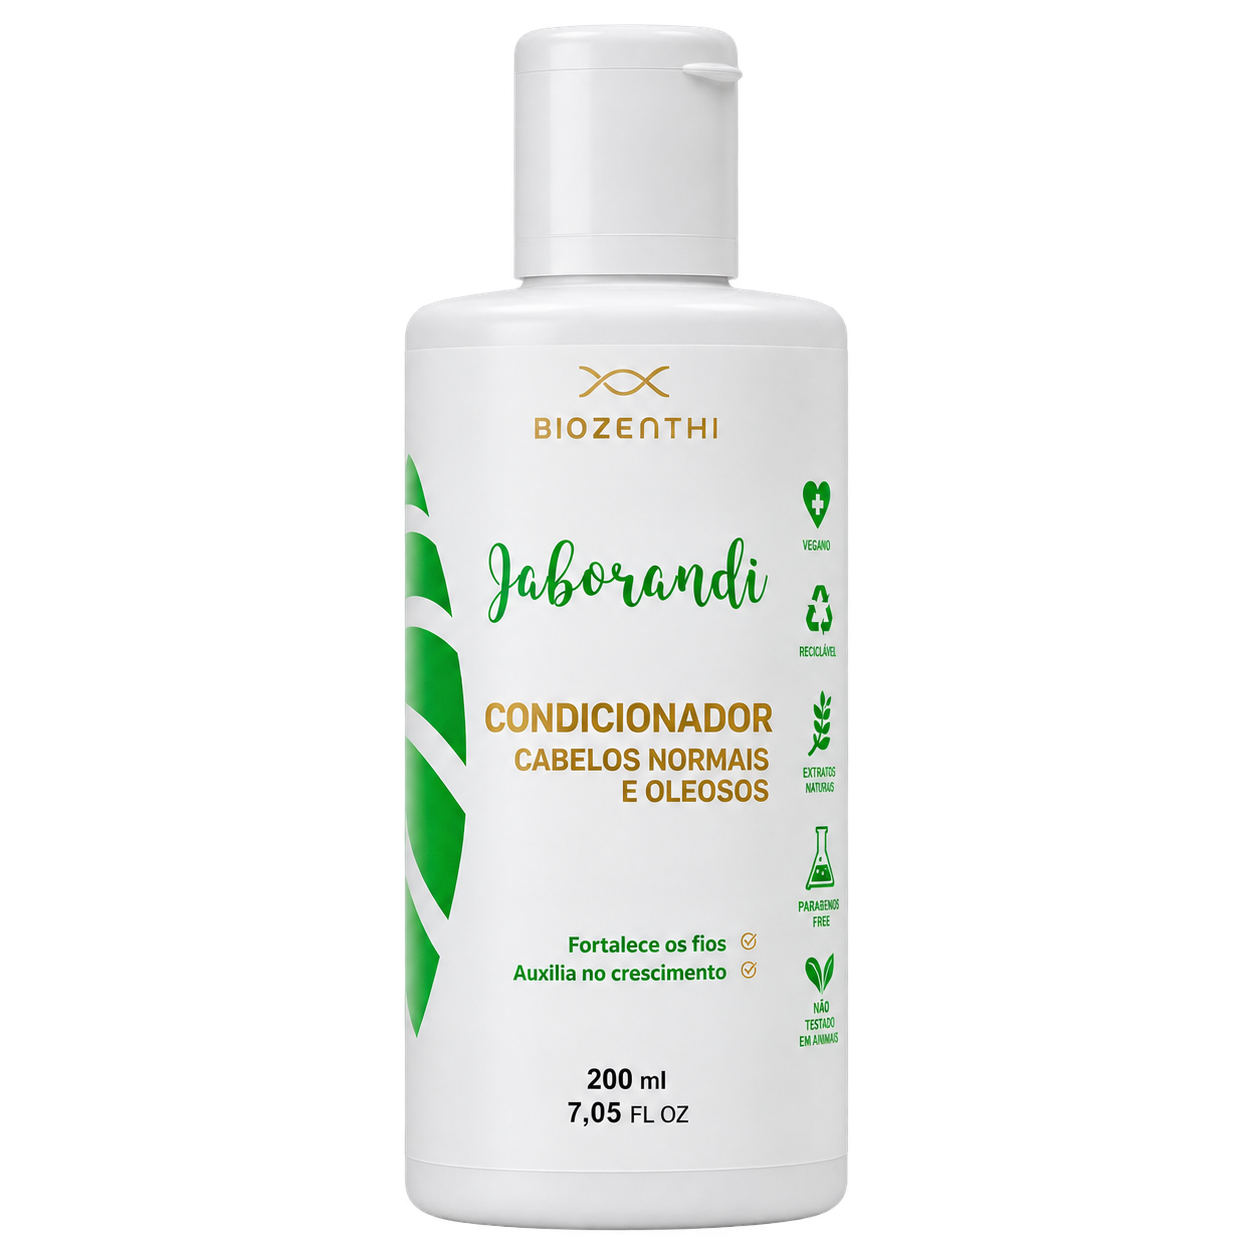 BIOZENTHI
Jaborandi
CONDICIONADOR
CABELOS NORMAIS
E OLEOSOS
Fortalece os fios
Auxilia no crescimento
200 ml
7,05 FL OZ
VEGANO
RECICLÁVEL
EXTRATOS
NATURAIS
PARABENOS
FREE
NÃO
TESTADO
EM ANIMAIS